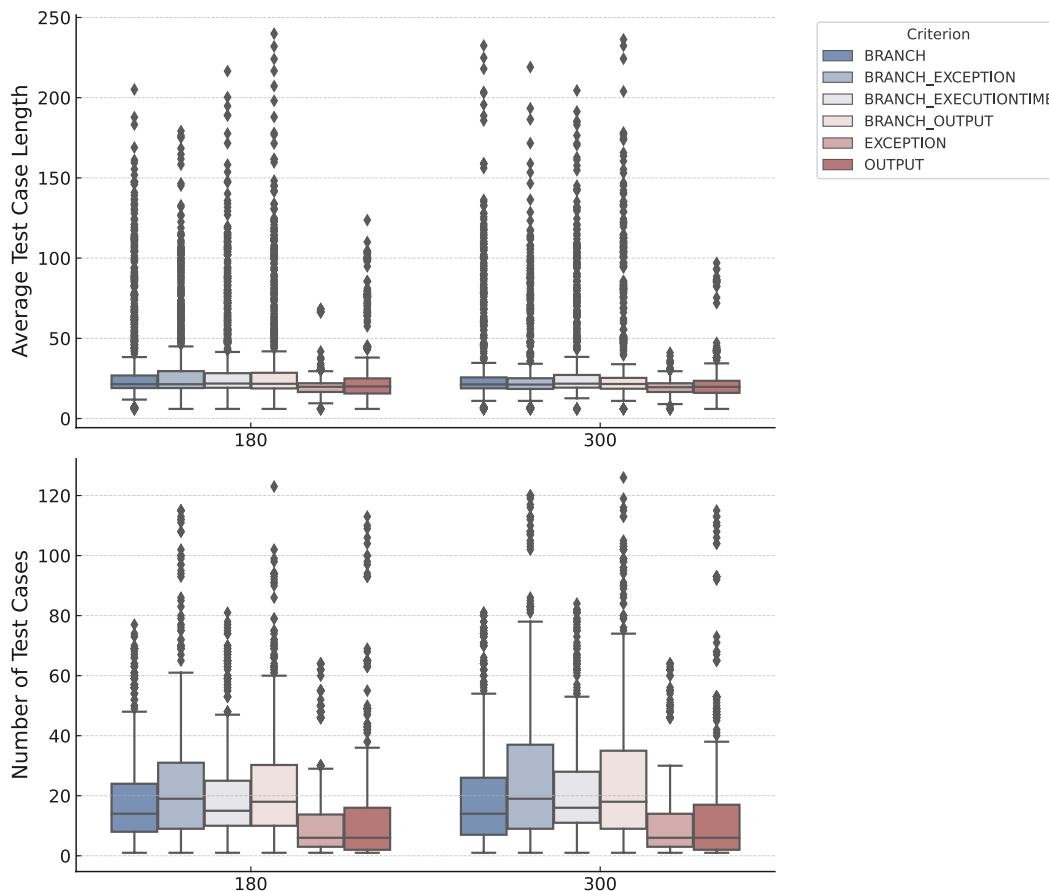 Average Test Case Length
250
200
150
100
50
0
180
300
Criterion
BRANCH
BRANCH_EXCEPTION
BRANCH_EXECUTIONTIME
BRANCH_OUTPUT
EXCEPTION
OUTPUT
Number of Test Cases
120
100
80
60
40
20
0
180
300